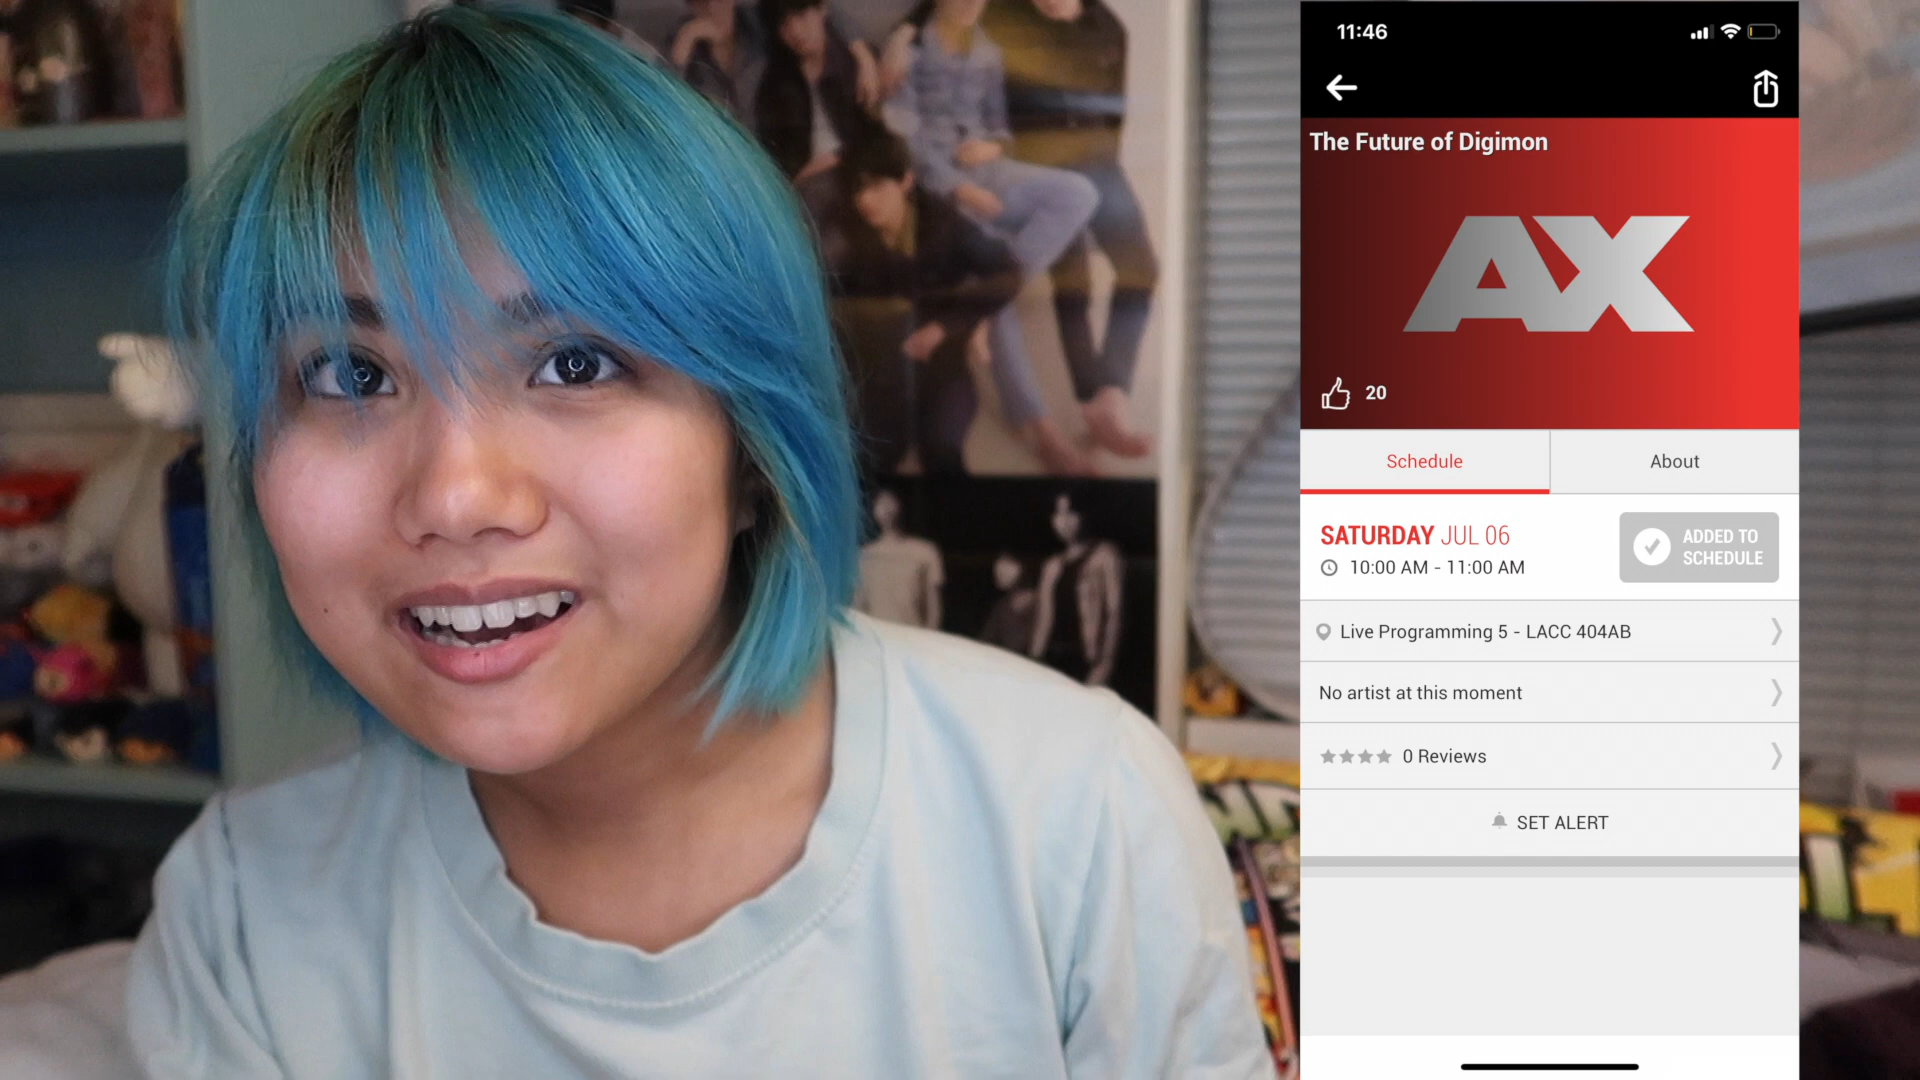 11:46
The Future of Digimon
AX
20
Schedule
About
SATURDAY JUL 06
10:00 AM - 11:00 AM
ADDED TO
SCHEDULE
Live Programming 5 - LACC 404AB
No artist at this moment
0 Reviews
SET ALERT